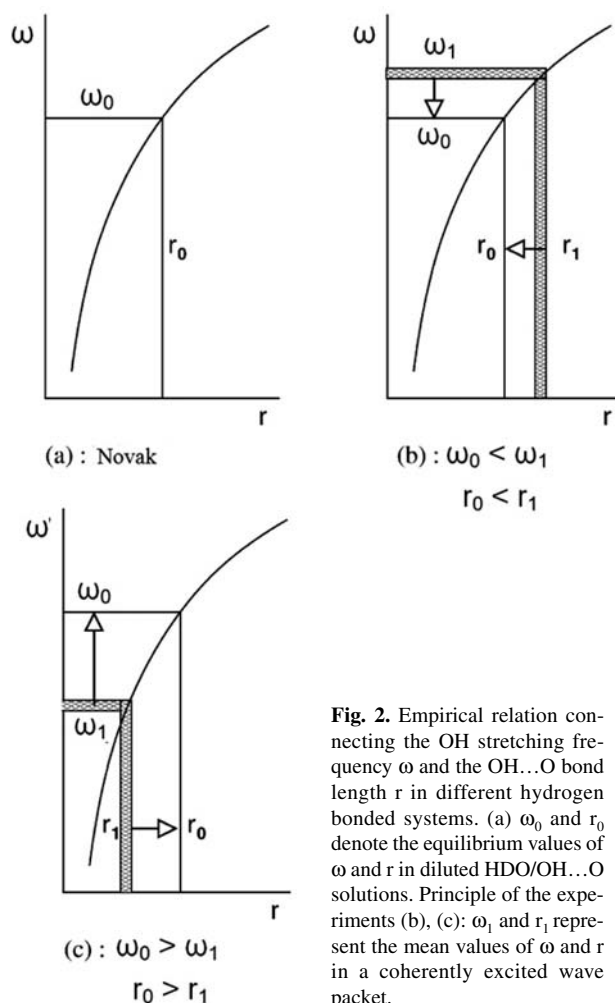 ω
ω₀
r₀
r
(a) : Novak
ω
ω₁
ω₀
r₀
r₁
r
(b) : ω₀ < ω₁
r₀ < r₁
ω'
ω₀
ω₁
r₁
r₀
r
(c) : ω₀ > ω₁
r₀ > r₁
Fig. 2. Empirical relation con-
necting the OH stretching fre-
quency ω and the OH…O bond
length r in different hydrogen
bonded systems. (a) ω₀ and r₀
denote the equilibrium values of
ω and r in diluted HDO/OH…O
solutions. Principle of the expe-
riments (b), (c): ω₁ and r₁ repre-
sent the mean values of ω and r
in a coherently excited wave
packet.